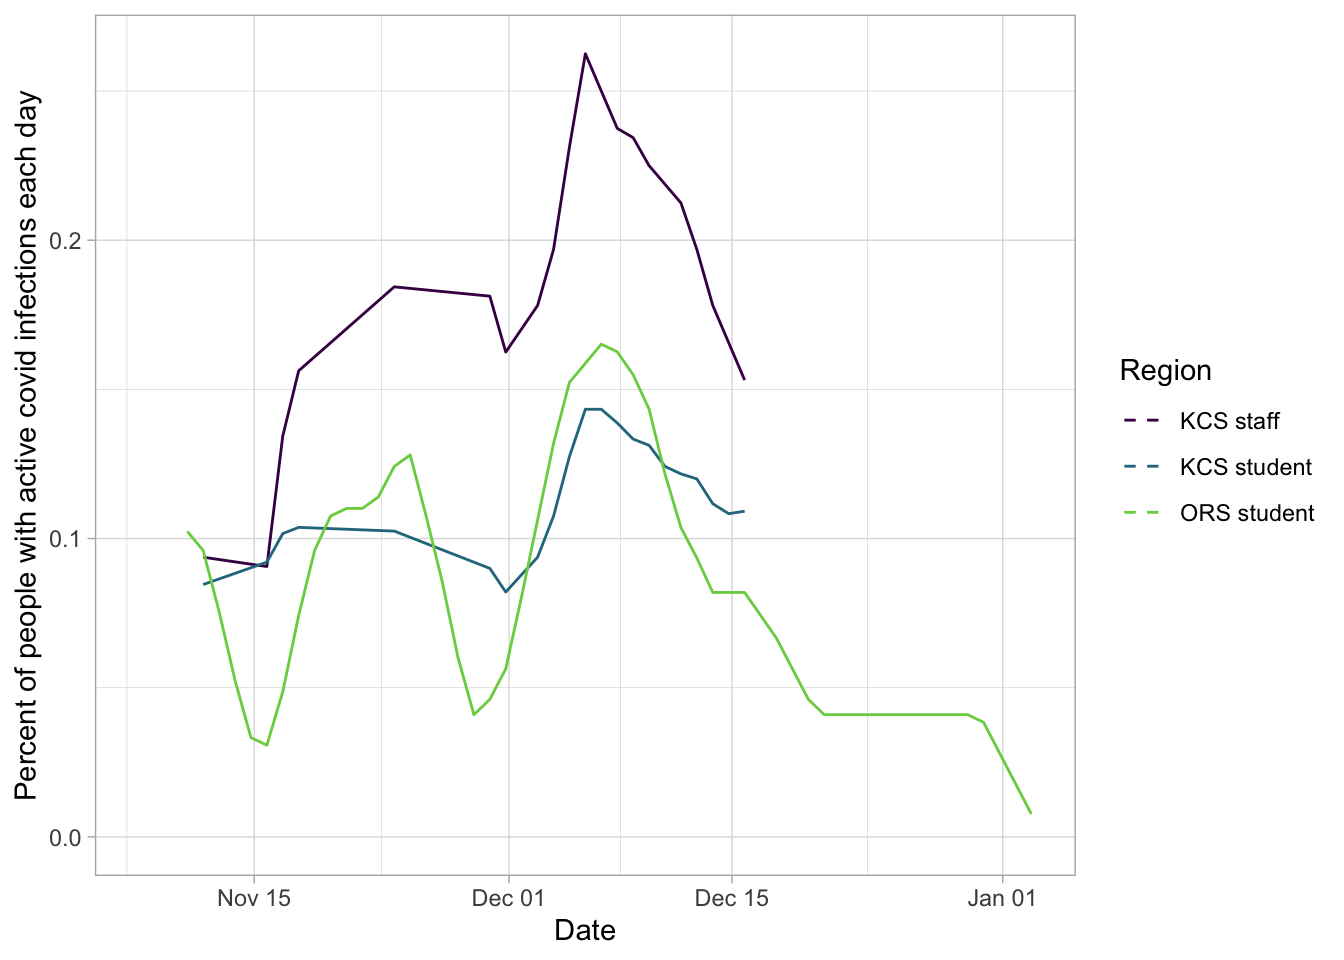 Percent of people with active covid infections each day
0.2
0.1
0.0
Nov 15
Dec 01
Dec 15
Jan 01
Date
Region
KCS staff
KCS student
ORS student